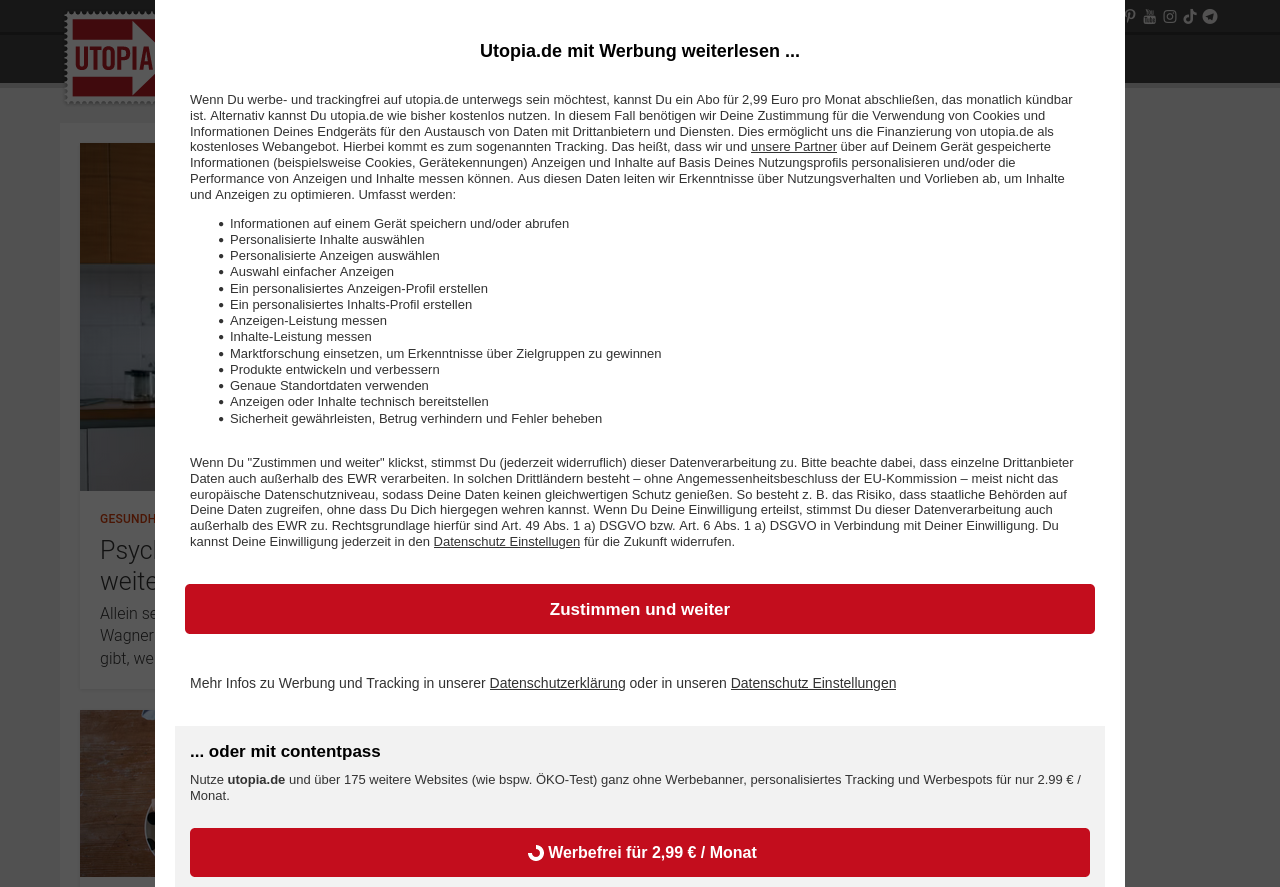 UTOPIA
Utopia.de mit Werbung weiterlesen ...
Wenn Du werbe- und trackingfrei auf utopia.de unterwegs sein möchtest, kannst Du ein Abo für 2,99 Euro pro Monat abschließen, das monatlich kündbar
ist. Alternativ kannst Du utopia.de wie bisher kostenlos nutzen. In diesem Fall benötigen wir Deine Zustimmung für die Verwendung von Cookies und
Informationen Deines Endgeräts für den Austausch von Daten mit Drittanbietern und Diensten. Dies ermöglicht uns die Finanzierung von utopia.de als
kostenloses Webangebot. Hierbei kommt es zum sogenannten Tracking. Das heißt, dass wir und unsere Partner über auf Deinem Gerät gespeicherte
Informationen (beispielsweise Cookies, Gerätekennungen) Anzeigen und Inhalte auf Basis Deines Nutzungsprofils personalisieren und/oder die
Performance von Anzeigen und Inhalte messen können. Aus diesen Daten leiten wir Erkenntnisse über Nutzungsverhalten und Vorlieben ab, um Inhalte
und Anzeigen zu optimieren. Umfasst werden:
• Informationen auf einem Gerät speichern und/oder abrufen
• Personalisierte Inhalte auswählen
• Personalisierte Anzeigen auswählen
• Auswahl einfacher Anzeigen
• Ein personalisiertes Anzeigen-Profil erstellen
• Ein personalisiertes Inhalts-Profil erstellen
• Anzeigen-Leistung messen
• Inhalte-Leistung messen
• Marktforschung einsetzen, um Erkenntnisse über Zielgruppen zu gewinnen
• Produkte entwickeln und verbessern
• Genaue Standortdaten verwenden
• Anzeigen oder Inhalte technisch bereitstellen
• Sicherheit gewährleisten, Betrug verhindern und Fehler beheben
Wenn Du "Zustimmen und weiter" klickst, stimmst Du (jederzeit widerruflich) dieser Datenverarbeitung zu. Bitte beachte dabei, dass einzelne Drittanbieter
Daten auch außerhalb des EWR verarbeiten. In solchen Drittländern besteht – ohne Angemessenheitsbeschluss der EU-Kommission – meist nicht das
europäische Datenschutzniveau, sodass Deine Daten keinen gleichwertigen Schutz genießen. So besteht z. B. das Risiko, dass staatliche Behörden auf
Deine Daten zugreifen, ohne dass Du Dich hiergegen wehren kannst. Wenn Du Deine Einwilligung erteilst, stimmst Du dieser Datenverarbeitung auch
außerhalb des EWR zu. Rechtsgrundlage hierfür sind Art. 49 Abs. 1 a) DSGVO bzw. Art. 6 Abs. 1 a) DSGVO in Verbindung mit Deiner Einwilligung. Du
kannst Deine Einwilligung jederzeit in den Datenschutz Einstellugen für die Zukunft widerrufen.
Zustimmen und weiter
Mehr Infos zu Werbung und Tracking in unserer Datenschutzerklärung oder in unseren Datenschutz Einstellungen
... oder mit contentpass
Nutze utopia.de und über 175 weitere Websites (wie bspw. ÖKO-Test) ganz ohne Werbebanner, personalisiertes Tracking und Werbespots für nur 2.99 € /
Monat.
Werbefrei für 2,99 € / Monat
GESUNDH
Psyc
weite
Allein se
Wagner
gibt, we